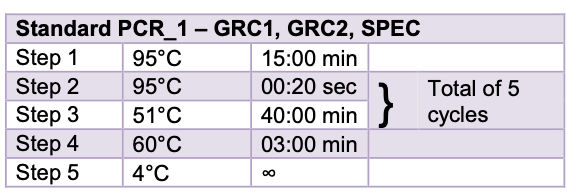 Standard PCR_1 – GRC1, GRC2, SPEC
Step 1 95°C 15:00 min
Step 2 95°C 00:20 sec } Total of 5
Step 3 51°C 40:00 min cycles
Step 4 60°C 03:00 min
Step 5 4°C ∞